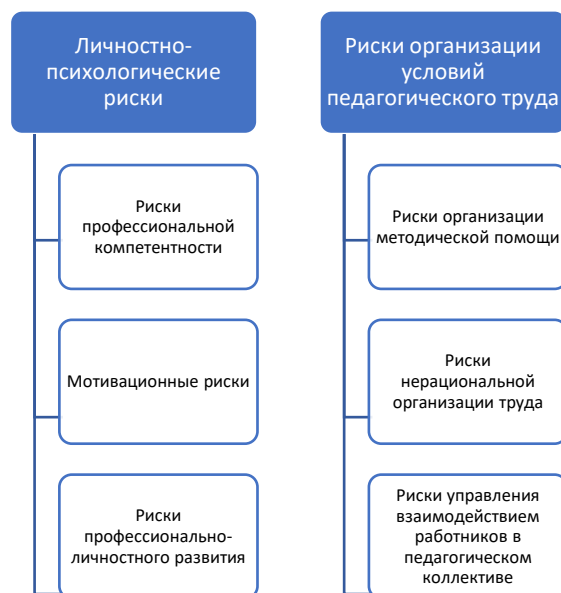 Личностно-
психологические
риски
Риски
профессиональной
компетентности
Мотивационные риски
Риски
профессионально-
личностного развития
Риски организации
условий
педагогического труда
Риски организации
методической помощи
Риски
нерациональной
организации труда
Риски управления
взаимодействием
работников в
педагогическом
коллективе